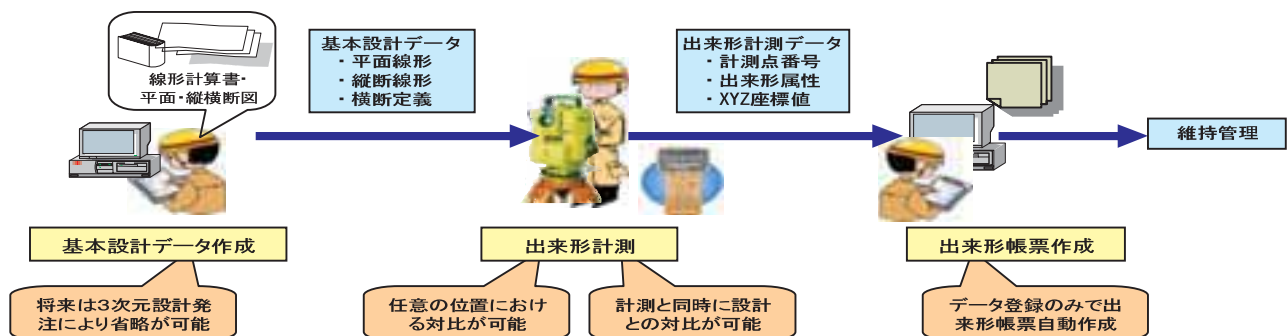 線形計算書・
平面・縦横断図
基本設計データ
・平面線形
・縦断線形
・横断定義
出来形計測データ
・計測点番号
・出来形属性
・XYZ座標値
維持管理
基本設計データ作成
出来形計測
出来形帳票作成
将来は3次元設計発
注により省略が可能
任意の位置におけ
る対比が可能
計測と同時に設計
との対比が可能
データ登録のみで出
来形帳票自動作成